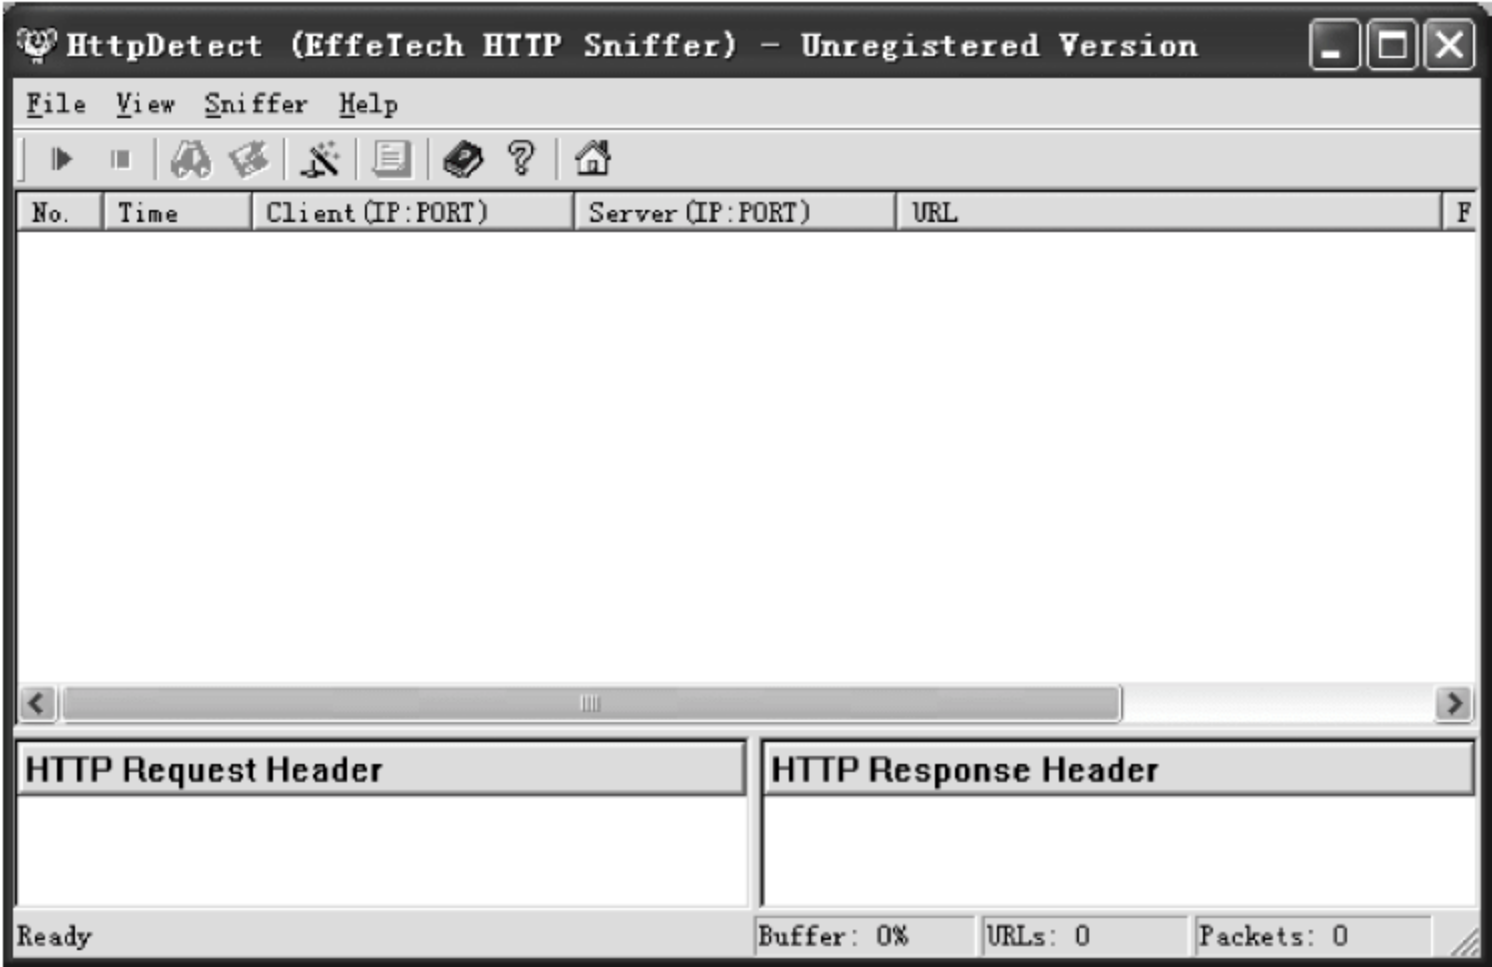 HttpDetect (EffeTech HTTP Sniffer) - Unregistered Version
File View Sniffer Help
No. Time Client(IP:PORT) Server(IP:PORT) URL F
HTTP Request Header HTTP Response Header
Ready Buffer: 0% URLs: 0 Packets: 0